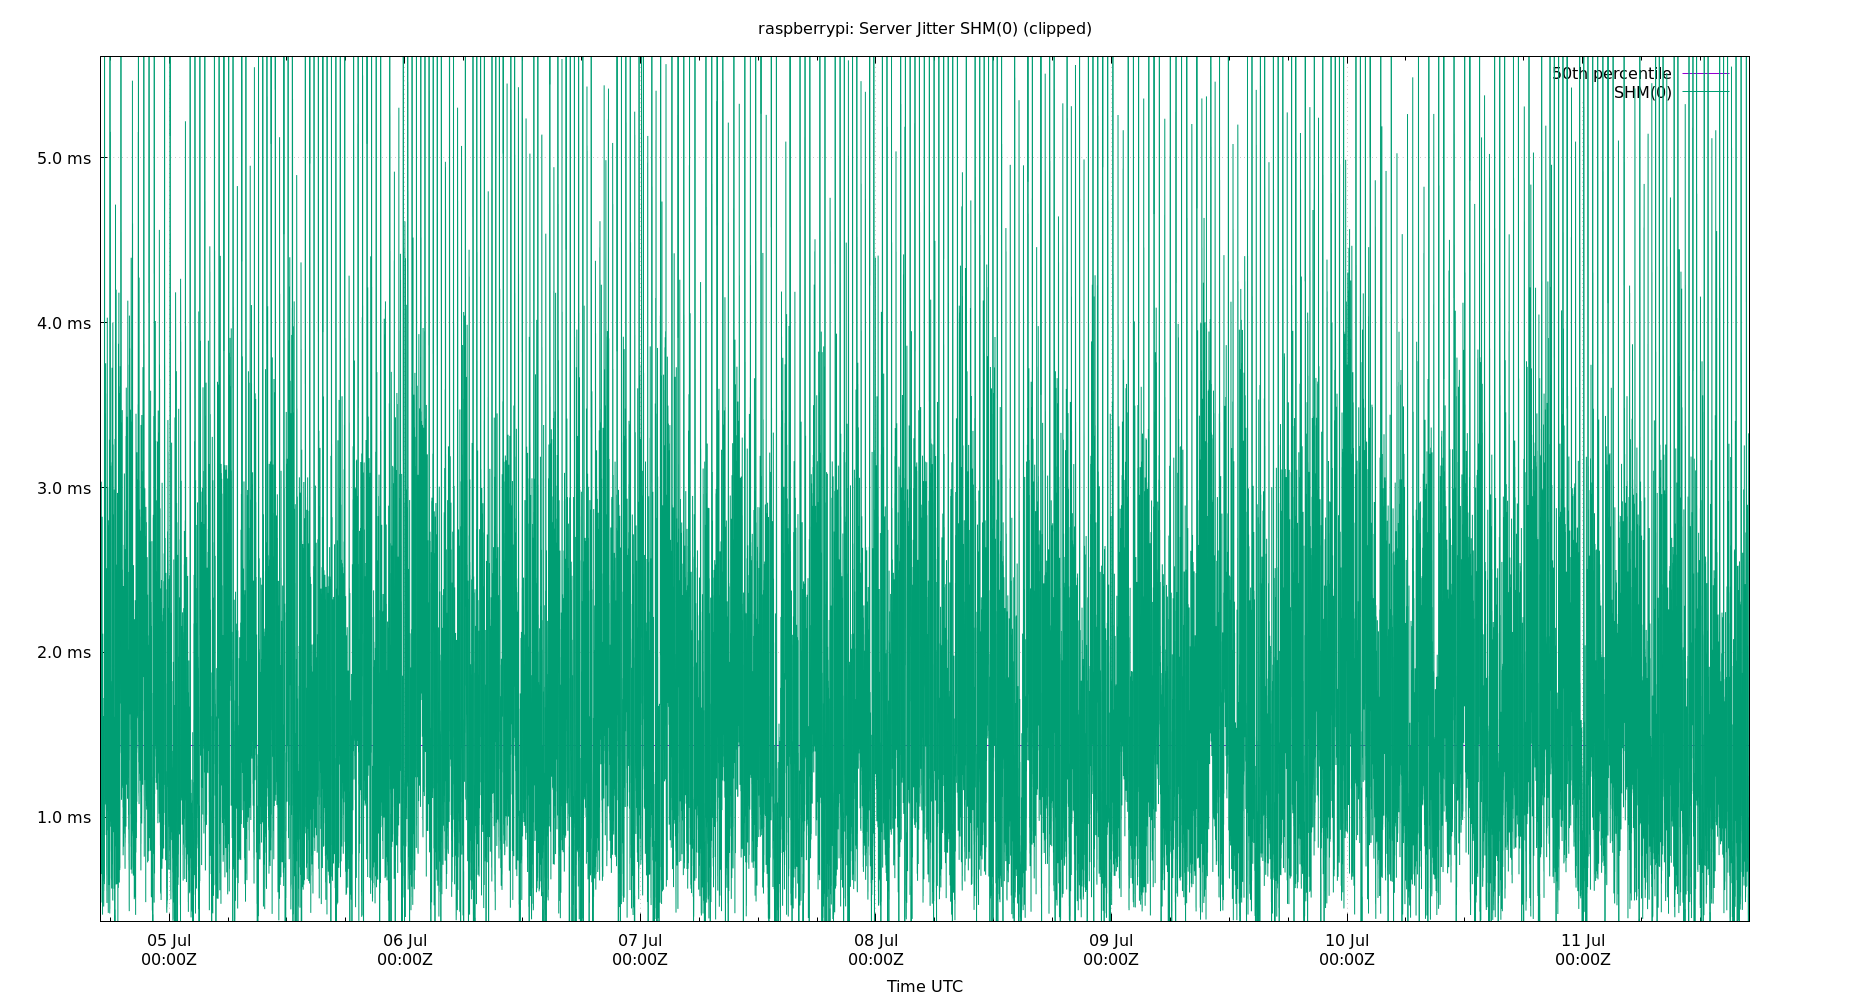 raspberrypi: Server Jitter SHM(0) (clipped)
50th percentile
SHM(0)
5.0 ms
4.0 ms
3.0 ms
2.0 ms
1.0 ms
05 Jul 06 Jul 07 Jul 08 Jul 09 Jul 10 Jul 11 Jul
00:00Z 00:00Z 00:00Z 00:00Z 00:00Z 00:00Z 00:00Z
Time UTC